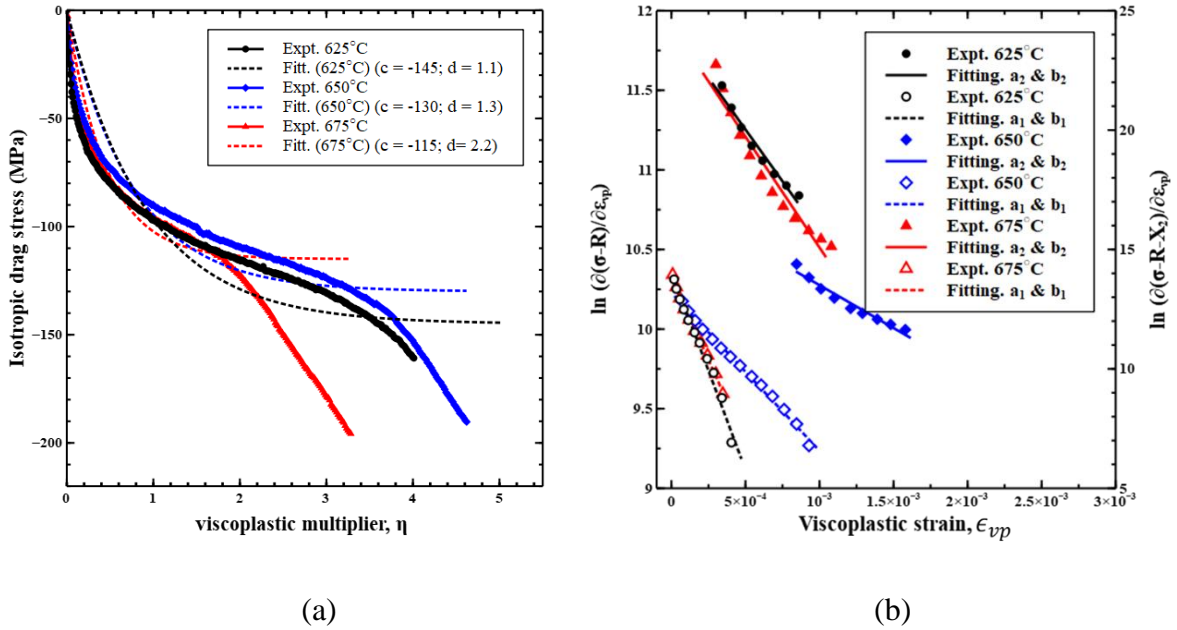 0
−50
−100
−150
−200
0
1
2
3
4
5
Isotropic drag stress (MPa)
viscoplastic multiplier, η
Expt. 625°C
Fitt. (625°C) (c = -145; d = 1.1)
Expt. 650°C
Fitt. (650°C) (c = -130; d = 1.3)
Expt. 675°C
Fitt. (675°C) (c = -115; d= 2.2)
(a)
12
11.5
11
10.5
10
9.5
9
ln (∂(σ-R)/∂ε_vp)
0
5×10⁻⁴
10⁻³
1.5×10⁻³
2×10⁻³
2.5×10⁻³
3×10⁻³
Viscoplastic strain, ϵ_vp
25
20
15
10
5
ln (∂(σ-R-X₂)/∂ε_vp)
Expt. 625°C
Fitting. a₂ & b₂
Expt. 625°C
Fitting. a₁ & b₁
Expt. 650°C
Fitting. a₂ & b₂
Expt. 650°C
Fitting. a₁ & b₁
Expt. 675°C
Fitting. a₂ & b₂
Expt. 675°C
Fitting. a₁ & b₁
(b)